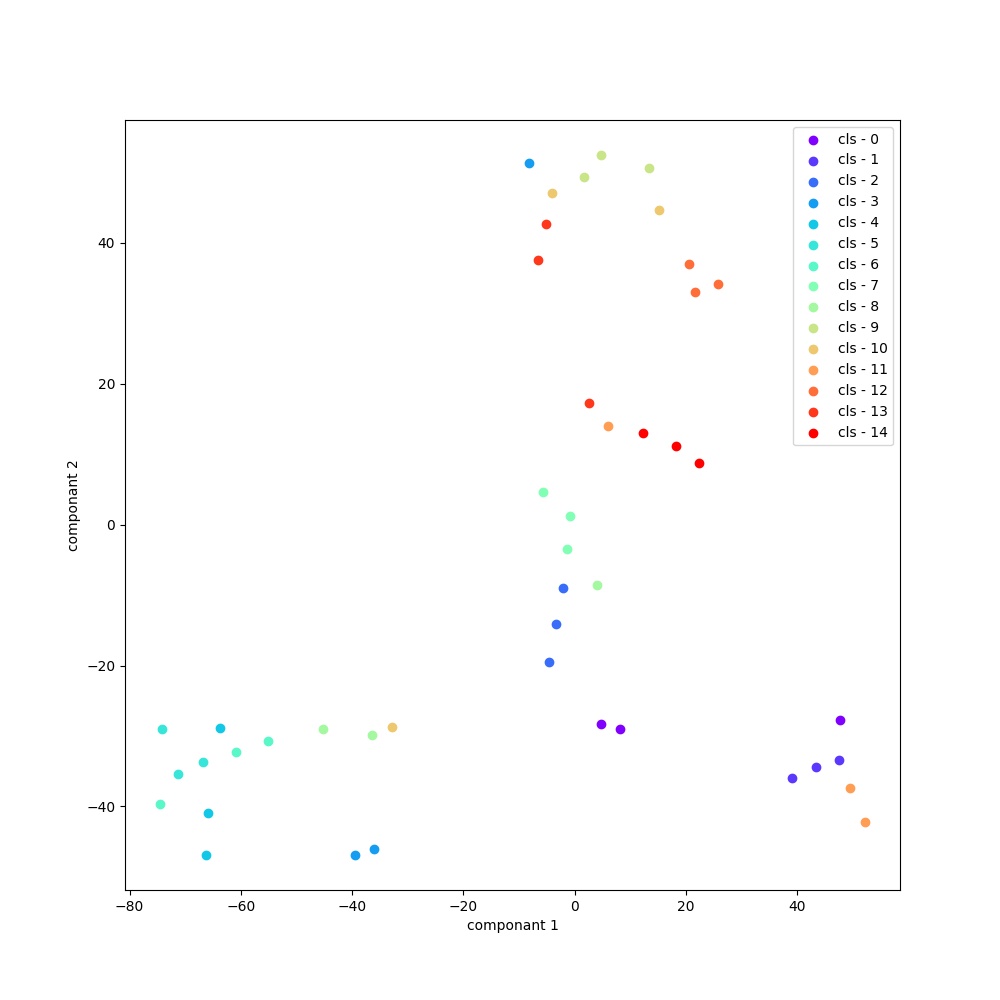 cls - 0
cls - 1
cls - 2
cls - 3
cls - 4
cls - 5
cls - 6
cls - 7
cls - 8
cls - 9
cls - 10
cls - 11
cls - 12
cls - 13
cls - 14
40
20
0
−20
−40
componant 2
−80 −60 −40 −20 0 20 40
componant 1